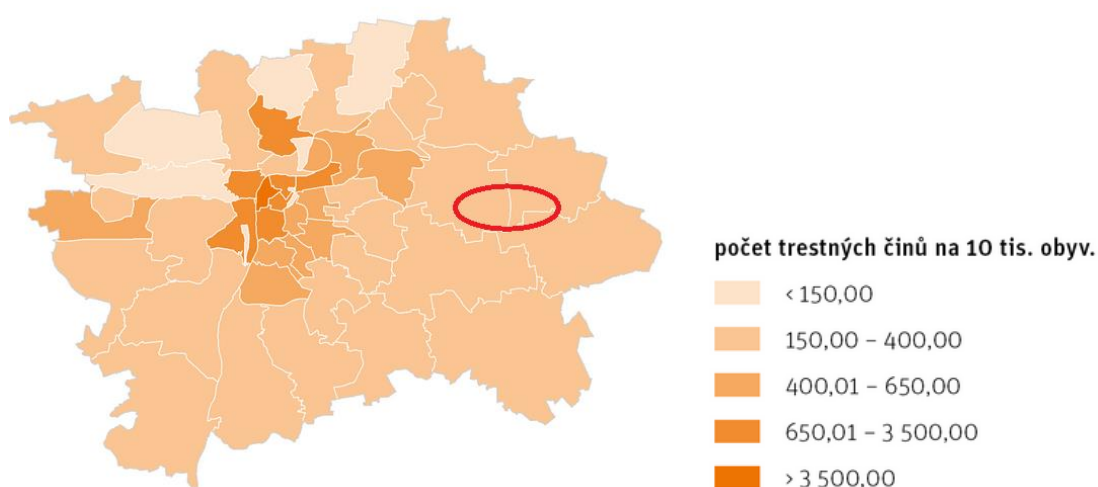 počet trestných činů na 10 tis. obyv.
< 150,00
150,00 – 400,00
400,01 – 650,00
650,01 – 3 500,00
> 3 500,00